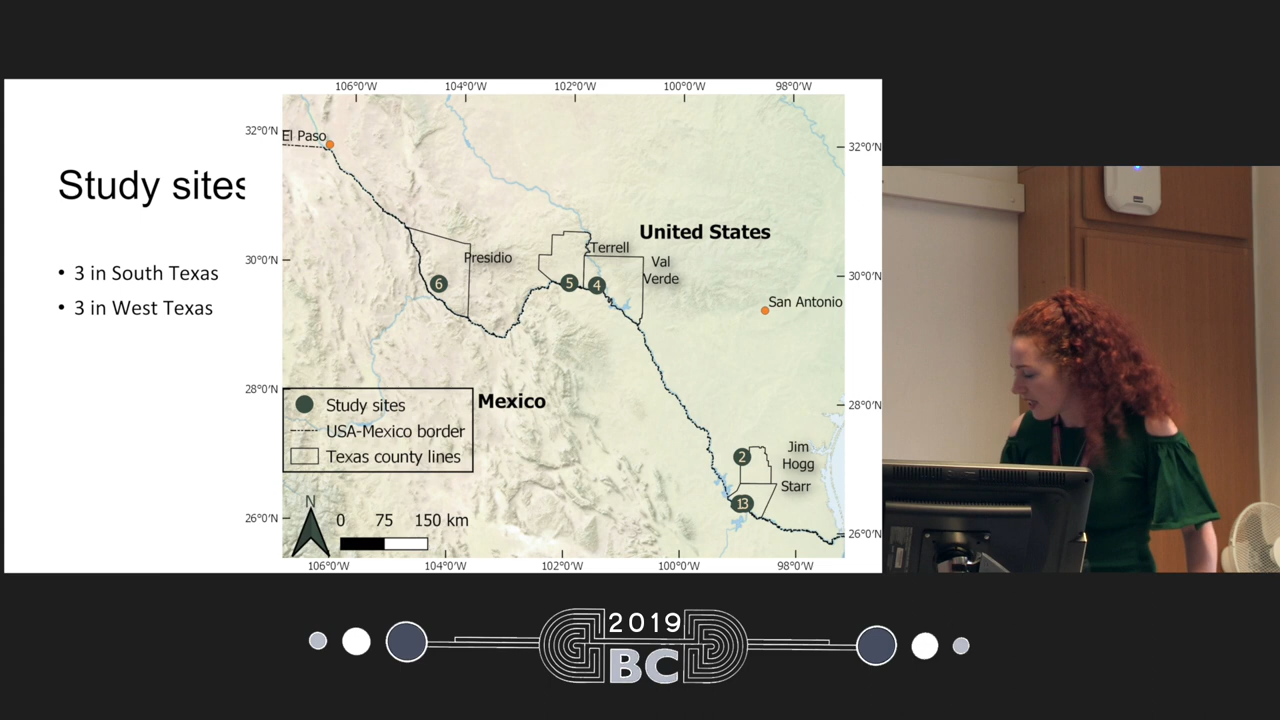 Study sites
• 3 in South Texas
• 3 in West Texas
106°0'W 104°0'W 102°0'W 100°0'W 98°0'W
32°0'N
30°0'N
28°0'N
26°0'N
El Paso
United States
Presidio
Terrell
Val
Verde
San Antonio
6
5
4
Mexico
Jim
Hogg
Starr
2
13
Study sites
USA-Mexico border
Texas county lines
N
0 75 150 km
32°0'N
30°0'N
28°0'N
26°0'N
106°0'W 104°0'W 102°0'W 100°0'W 98°0'W
2019
BC